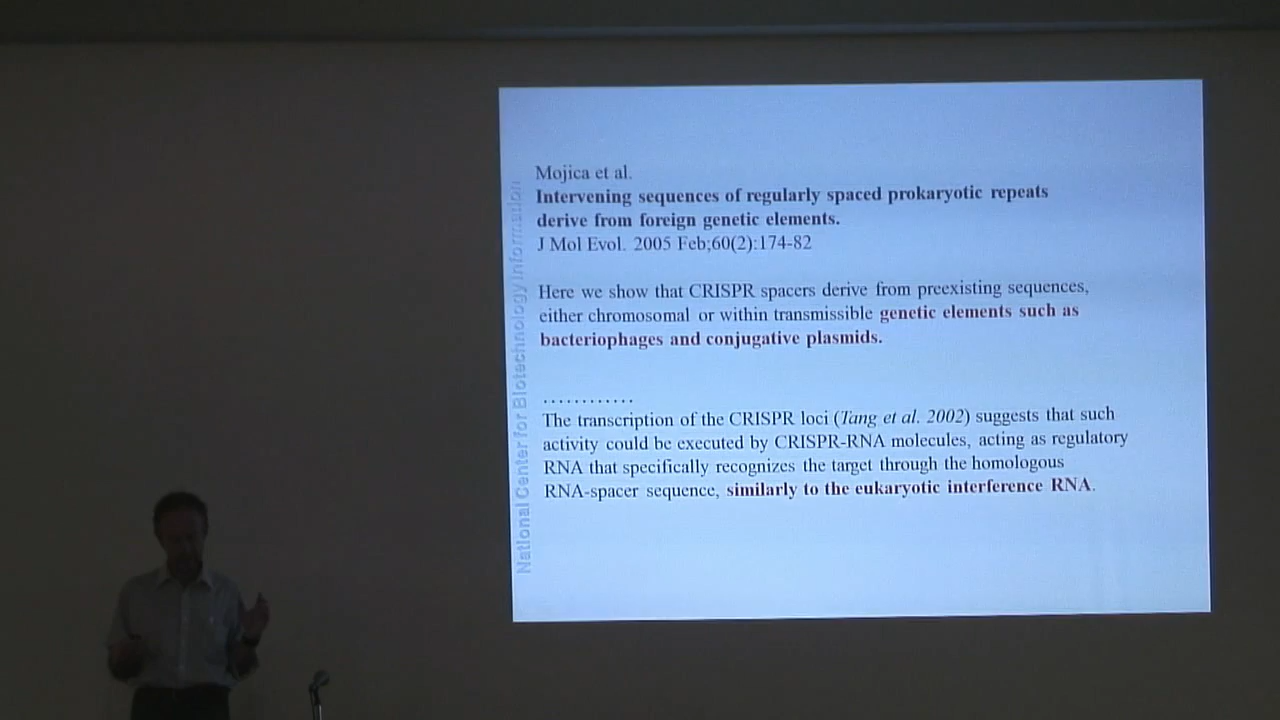 Mojica et al.
Intervening sequences of regularly spaced prokaryotic repeats
derive from foreign genetic elements.
J Mol Evol. 2005 Feb;60(2):174-82
Here we show that CRISPR spacers derive from preexisting sequences,
either chromosomal or within transmissible genetic elements such as
bacteriophages and conjugative plasmids.
............
The transcription of the CRISPR loci (Tang et al. 2002) suggests that such
activity could be executed by CRISPR-RNA molecules, acting as regulatory
RNA that specifically recognizes the target through the homologous
RNA-spacer sequence, similarly to the eukaryotic interference RNA.
National Center for Biotechnology Information